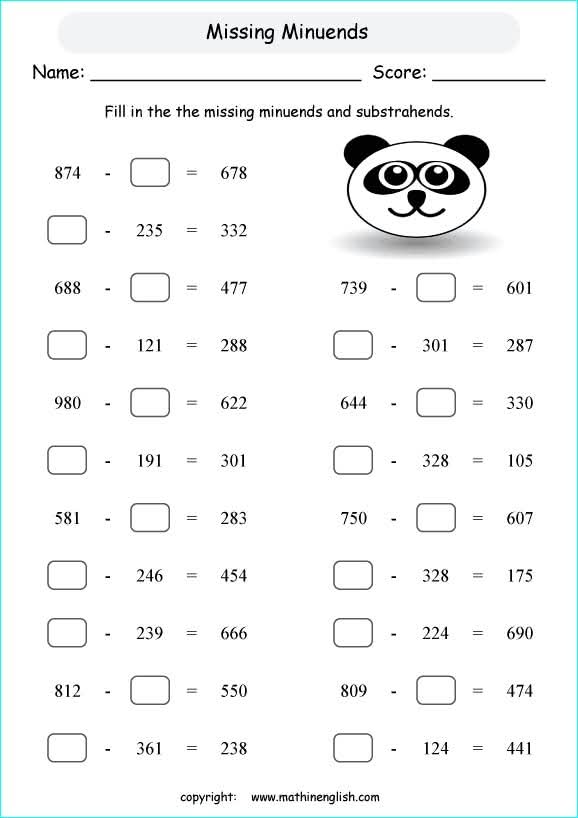 Missing Minuends
Name: Score:
Fill in the the missing minuends and substrahends.
874 - = 678
- 235 = 332
688 - = 477 739 - = 601
- 121 = 288 - 301 = 287
980 - = 622 644 - = 330
- 191 = 301 - 328 = 105
581 - = 283 750 - = 607
- 246 = 454 - 328 = 175
- 239 = 666 - 224 = 690
812 - = 550 809 - = 474
- 361 = 238 - 124 = 441
copyright: www.mathinenglish.com